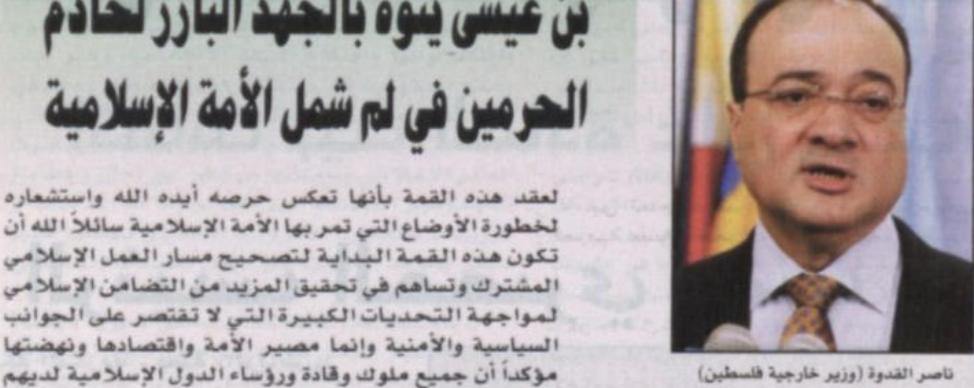 بن عيسى ينوه بالجهد البارز لخادم
الحرمين في لم شمل الأمة الإسلامية
لعقد هذه القمة بأنها تعكس حرصه أيده الله واستشعاره
لخطورة الأوضاع التي تمر بها الأمة الإسلامية سائلاً الله أن
تكون هذه القمة البداية لتصحيح مسار العمل الإسلامي
المشترك وتساهم في تحقيق المزيد من التضامن الإسلامي
لمواجهة التحديات الكبيرة التي لا تقتصر على الجوانب
السياسية والأمنية وإنما مصير الأمة واقتصادها ونهضتها
مؤكداً أن جميع ملوك وقادة ورؤساء الدول الإسلامية لديهم
ناصر القدوة (وزير خارجية فلسطين)